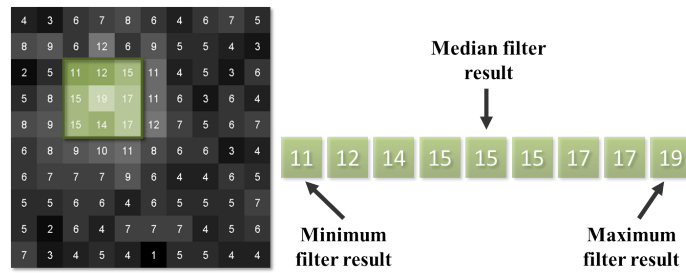 4 3 6 7 8 6 4 6 7 5
8 9 6 12 6 9 5 5 4 3
2 5 11 12 15 11 4 5 3 6
5 8 15 19 17 11 6 3 6 4
8 9 15 14 17 12 7 5 6 7
6 8 9 10 11 8 6 6 3 4
6 7 7 7 9 6 4 4 6 5
5 5 6 6 4 6 5 5 5 7
5 2 6 4 7 7 7 4 5 6
7 3 4 5 4 1 5 5 4 4
Median filter
result
11 12 14 15 15 15 17 17 19
Minimum
filter result
Maximum
filter result